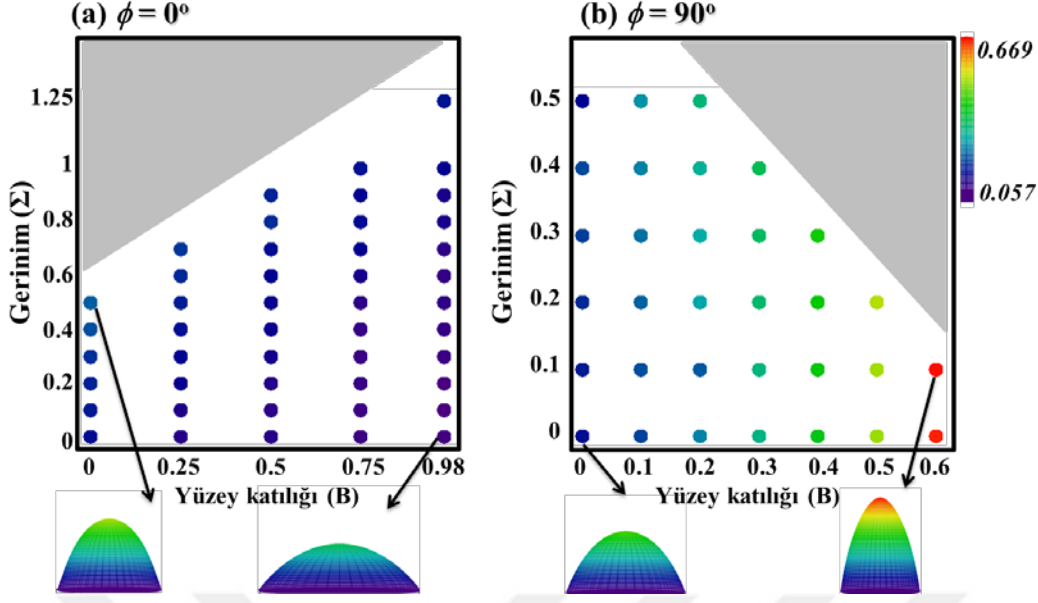 (a) ϕ = 0°
Gerinim (Σ)
1.25
1
0.8
0.6
0.4
0.2
0
0 0.25 0.5 0.75 0.98
Yüzey katılığı (B)
(b) ϕ = 90°
Gerinim (Σ)
0.5
0.4
0.3
0.2
0.1
0
0 0.1 0.2 0.3 0.4 0.5 0.6
Yüzey katılığı (B)
0.669
0.057